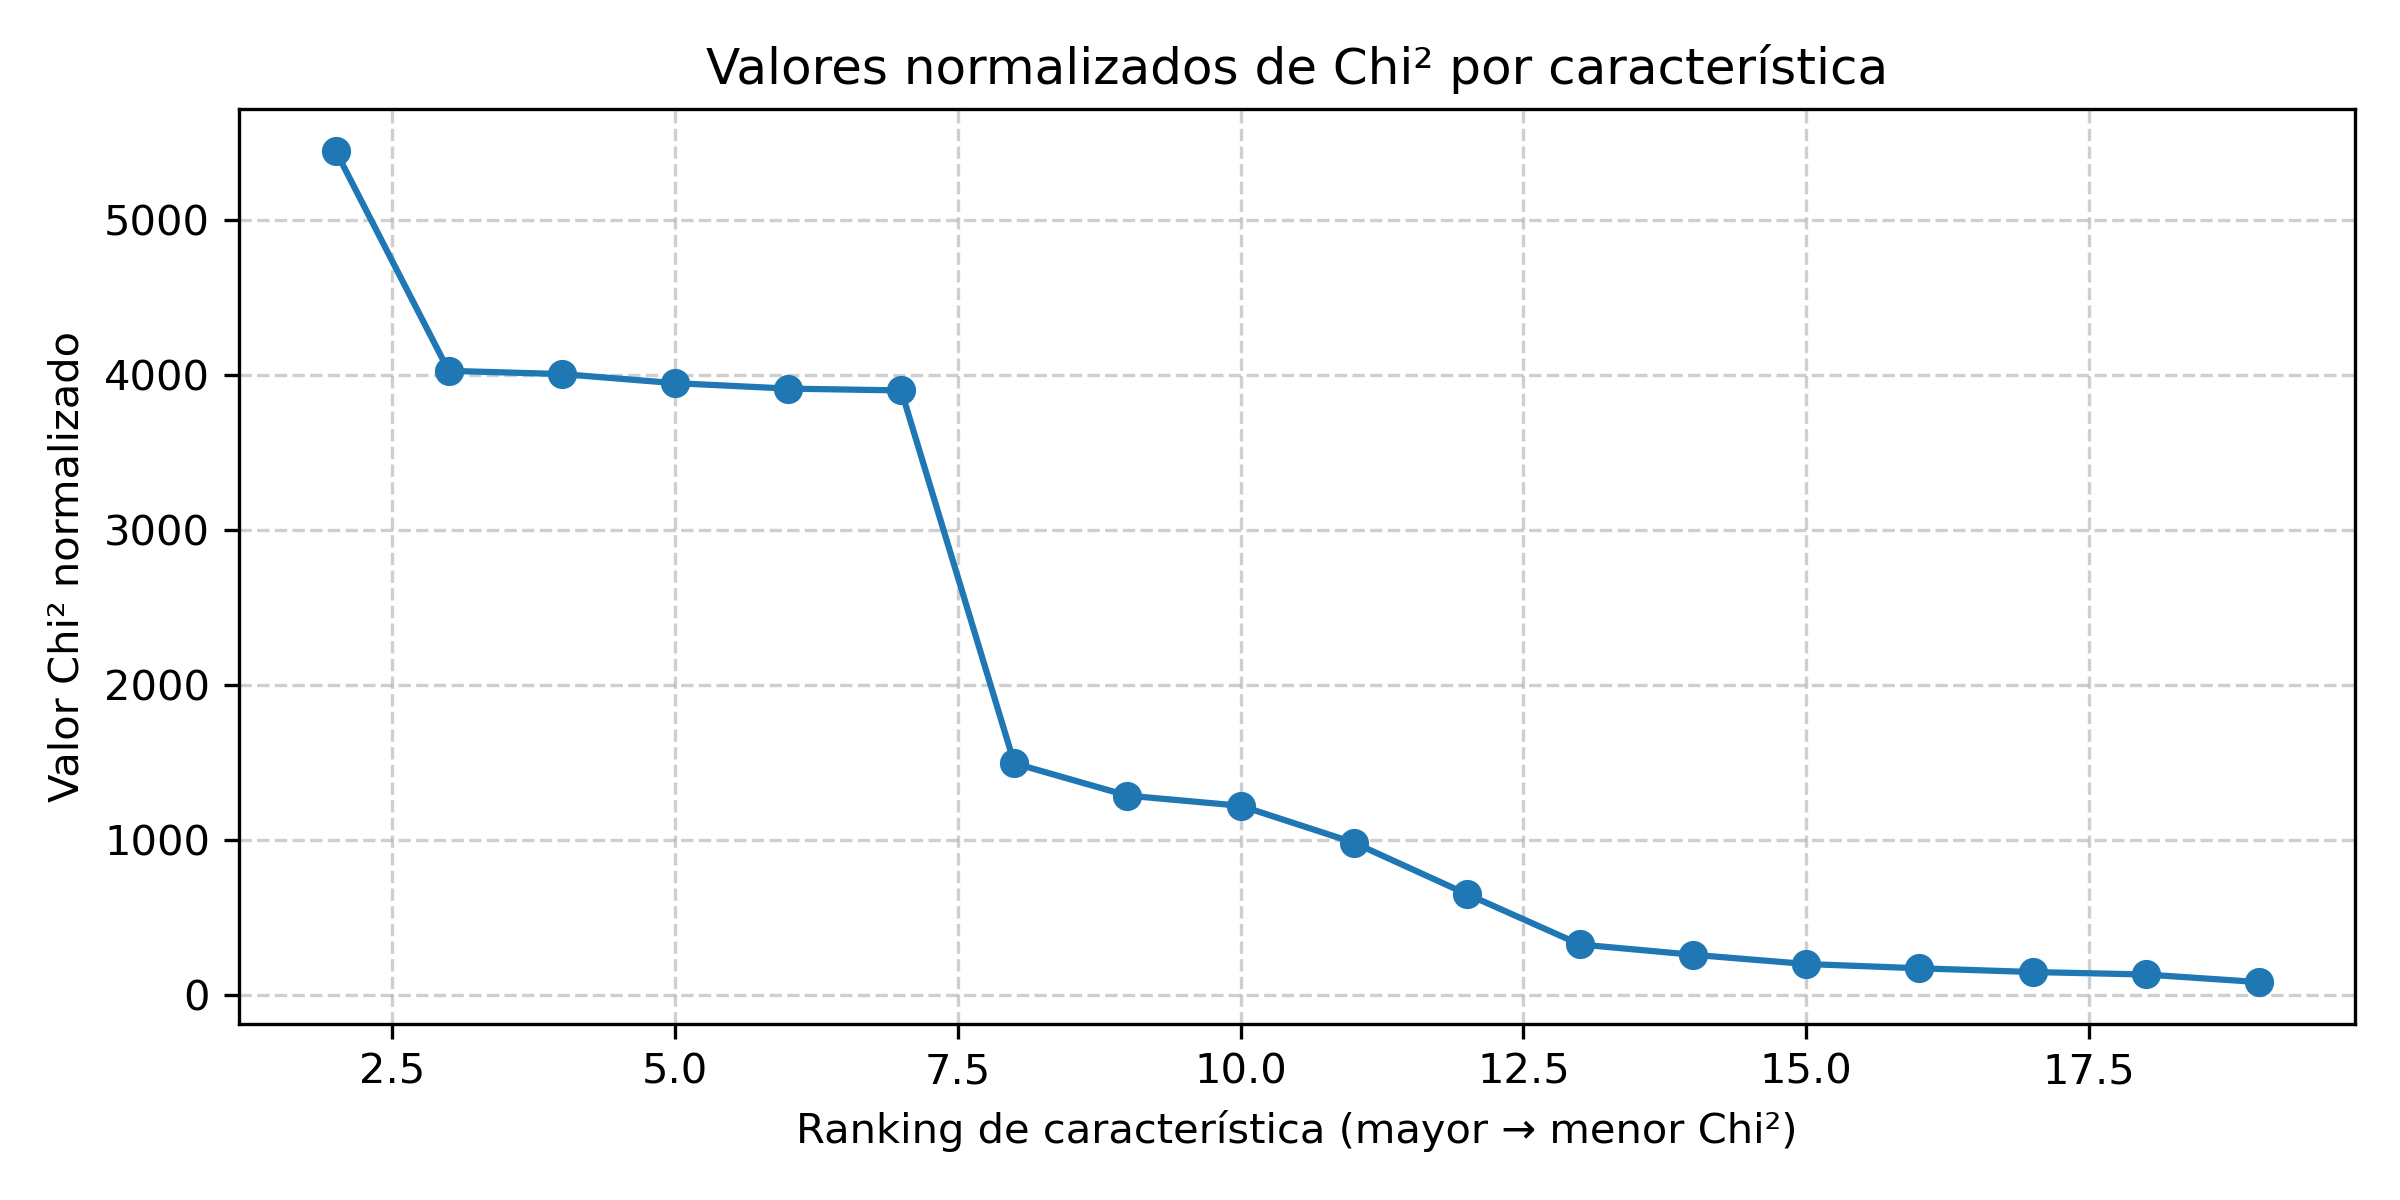 Valores normalizados de Chi² por característica
Valor Chi² normalizado
5000
4000
3000
2000
1000
0
2.5 5.0 7.5 10.0 12.5 15.0 17.5
Ranking de característica (mayor → menor Chi²)